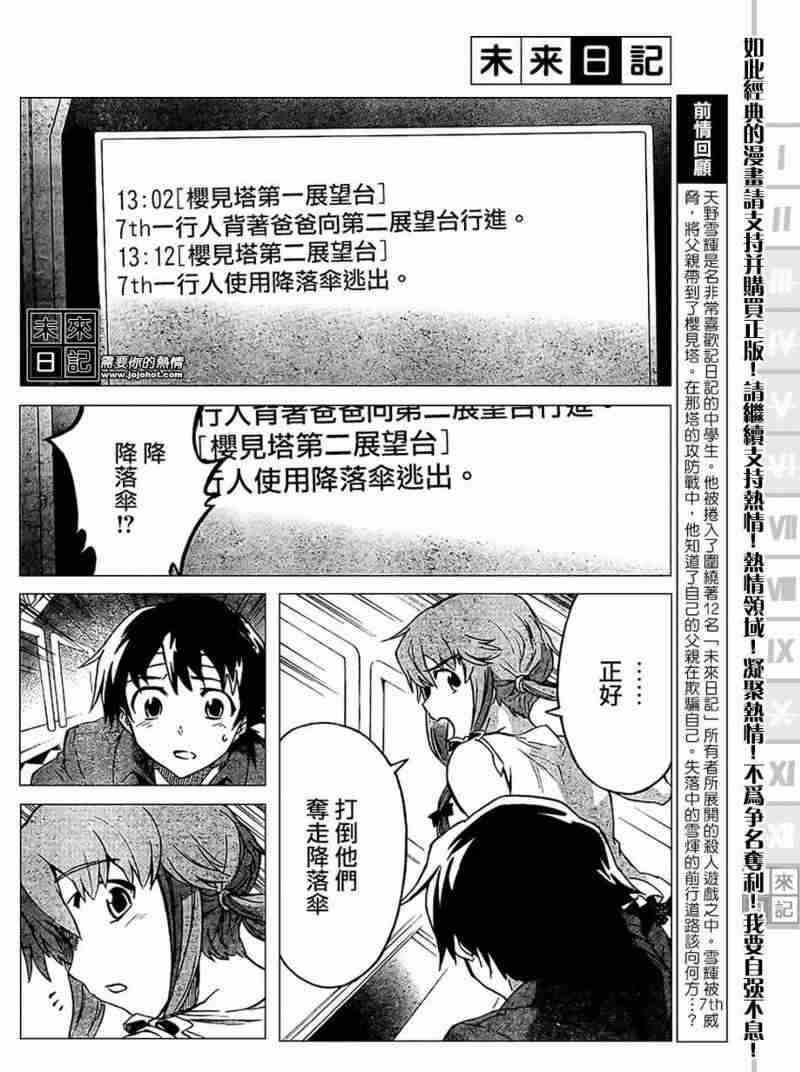 未來日記
前情回顧
天野雪輝是名非常喜歡記日記的中學生。他被捲入了圍繞著12名「未來日記」所有者所展開的殺人遊戲之中。雪輝被7th威
脅，將父親帶到了櫻見塔。在那塔的攻防戰中，他知道了自己的父親在欺騙自己。失落中的雪煇的前行道路該向何方…?
如此經典的漫畫請支持并購買正版！請繼續支持熱情！熱情領域！凝聚熱情！不爲争名奪利！我要自强不息！
13:02[櫻見塔第一展望台]
7th一行人背著爸爸向第二展望台行進。
13:12[櫻見塔第二展望台]
7th一行人使用降落傘逃出。
未來
日記
需要你的熱情
www.jojohot.com
行人背著爸爸向第二展望台行進。
[櫻見塔第二展望台]
行人使用降落傘逃出。
降
降落傘!?
……
正好
打倒他們
奪走降落傘
I
II
III
IV
V
VI
VII
VIII
IX
X
XI
XII
來
記